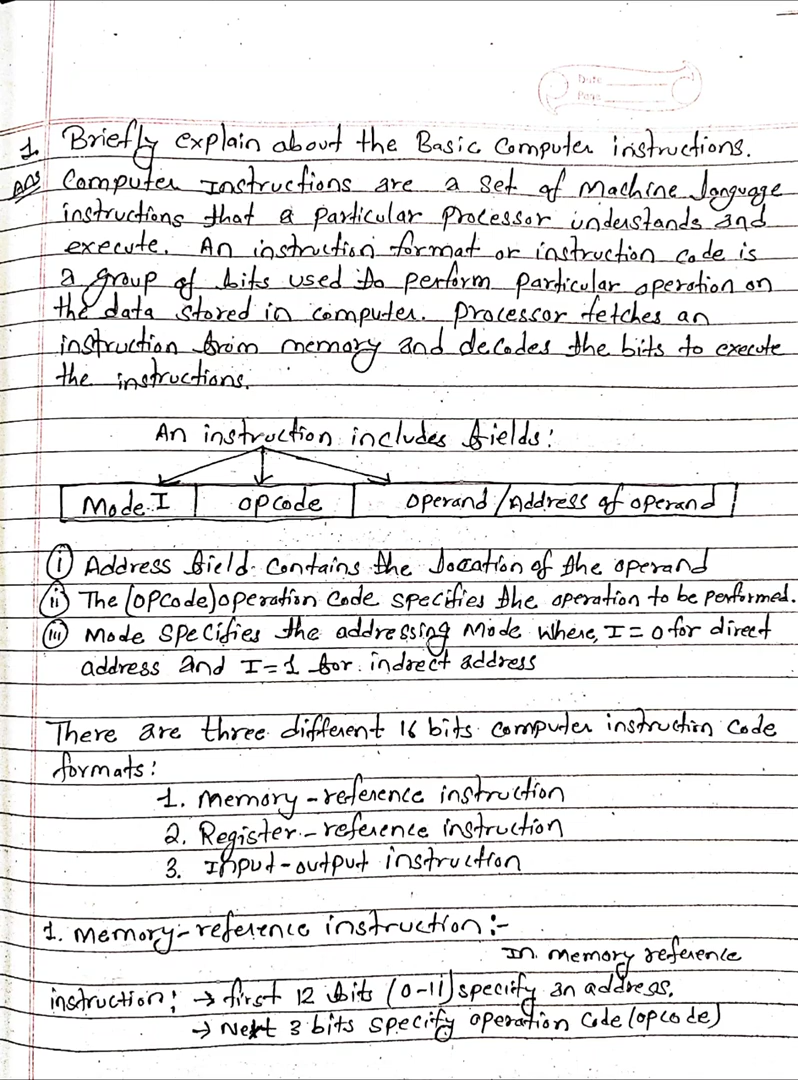 Date
Page
1. Briefly explain about the Basic Computer instructions.
Ans Computer Instructions are a set of Machine language
instructions that a particular processor understands and
execute. An instruction format or instruction code is
a group of bits used to perform particular operation on
the data stored in computer. Processor fetches an
instruction from memory and decodes the bits to execute
the instructions.
An instruction includes fields:
Mode I opcode operand/Address of operand
(i) Address field contains the location of the operand
(ii) The (opcode) operation code specifies the operation to be performed.
(iii) Mode specifies the addressing Mode where, I = 0 for direct
address and I = 1 for indrect address
There are three different 16 bits computer instruction code
formats:
1. Memory-reference instruction
2. Register-reference instruction
3. Input-output instruction
1. Memory-reference instruction :-
In memory reference
instruction: → first 12 bits (0-11) specify an address.
→ Next 3 bits specify operation code (opcode)